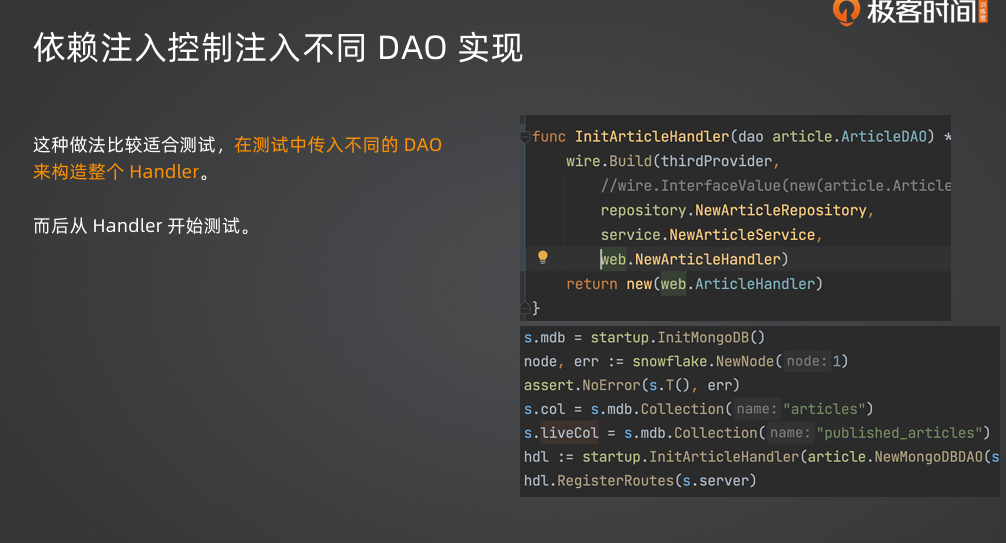 极客时间 训练营
依赖注入控制注入不同 DAO 实现
这种做法比较适合测试，在测试中传入不同的 DAO
来构造整个 Handler。
而后从 Handler 开始测试。
func InitArticleHandler(dao article.ArticleDAO) *
wire.Build(thirdProvider,
//wire.InterfaceValue(new(article.Article
repository.NewArticleRepository,
service.NewArticleService,
web.NewArticleHandler)
return new(web.ArticleHandler)
}
s.mdb = startup.InitMongoDB()
node, err := snowflake.NewNode( node: 1)
assert.NoError(s.T(), err)
s.col = s.mdb.Collection( name: "articles")
s.liveCol = s.mdb.Collection( name: "published_articles")
hdl := startup.InitArticleHandler(article.NewMongoDBDAO(s
hdl.RegisterRoutes(s.server)